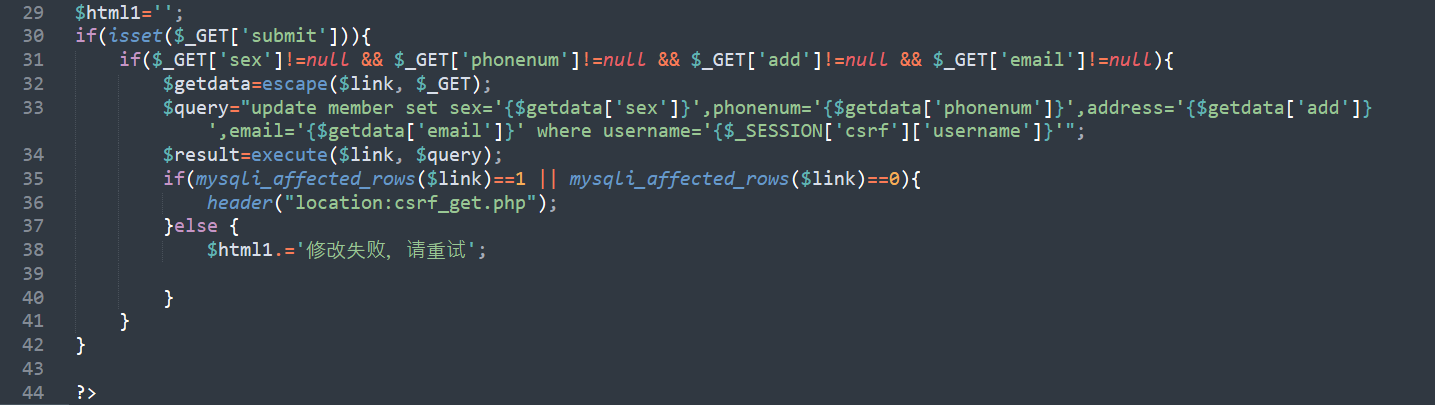 29 $html1='';
30 if(isset($_GET['submit'])){
31     if($_GET['sex']!=null && $_GET['phonenum']!=null && $_GET['add']!=null && $_GET['email']!=null){
32         $getdata=escape($link, $_GET);
33         $query="update member set sex='{$getdata['sex']}',phonenum='{$getdata['phonenum']}',address='{$getdata['add']}
',email='{$getdata['email']}' where username='{$_SESSION['csrf']['username']}'";
34         $result=execute($link, $query);
35         if(mysqli_affected_rows($link)==1 || mysqli_affected_rows($link)==0){
36             header("location:csrf_get.php");
37         }else {
38             $html1.='修改失败，请重试';
39
40         }
41     }
42 }
43
44 ?>